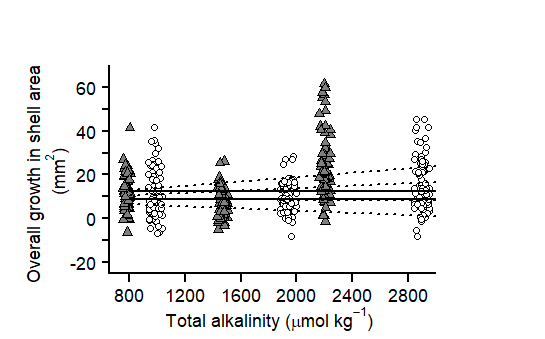 Overall growth in shell area
(mm²)
60
40
20
0
-20
800 1200 1600 2000 2400 2800
Total alkalinity (μmol kg⁻¹)